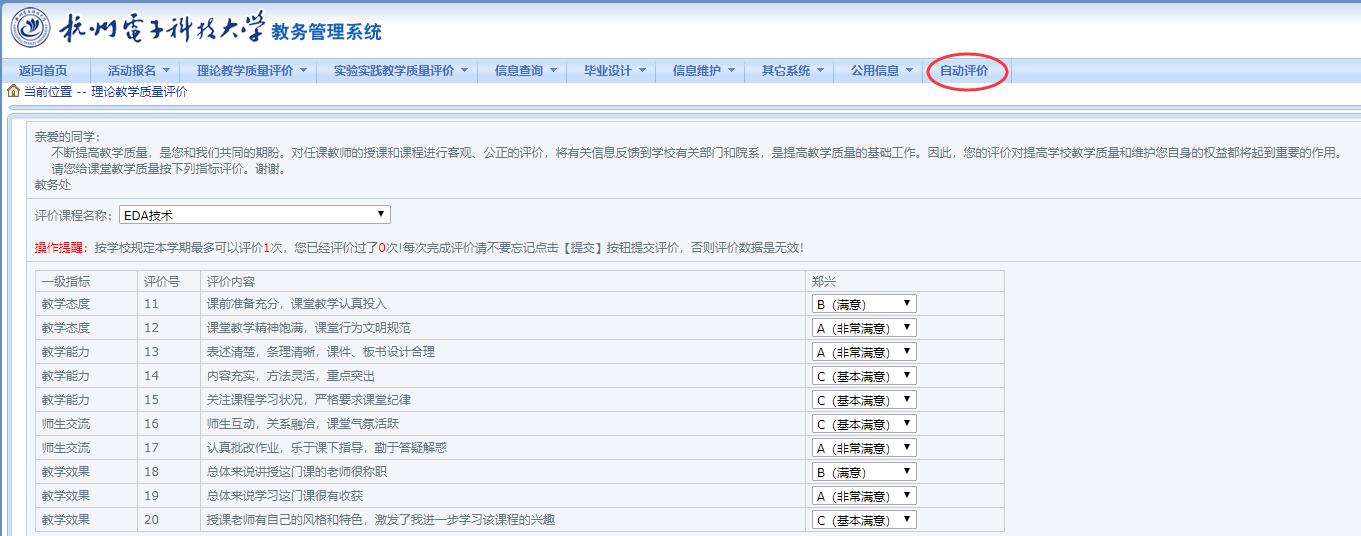 杭州電子科技大学 教务管理系统
返回首页 活动报名 理论教学质量评价 实验实践教学质量评价 信息查询 毕业设计 信息维护 其它系统 公用信息 自动评价
当前位置 -- 理论教学质量评价
亲爱的同学：
不断提高教学质量，是您和我们共同的期盼。对任课教师的授课和课程进行客观、公正的评价，将有关信息反馈到学校有关部门和院系，是提高教学质量的基础工作。因此，您的评价对提高学校教学质量和维护您自身的权益都将起到重要的作用。
请您给课堂教学质量按下列指标评价。谢谢。
教务处
评价课程名称： EDA技术
操作提醒：按学校规定本学期最多可以评价1次，您已经评价过了0次!每次完成评价请不要忘记点击【提交】按钮提交评价，否则评价数据是无效!
一级指标 评价号 评价内容 郑兴
教学态度 11 课前准备充分，课堂教学认真投入 B（满意）
教学态度 12 课堂教学精神饱满，课堂行为文明规范 A（非常满意）
教学能力 13 表述清楚，条理清晰，课件、板书设计合理 A（非常满意）
教学能力 14 内容充实，方法灵活，重点突出 C（基本满意）
教学能力 15 关注课程学习状况，严格要求课堂纪律 C（基本满意）
师生交流 16 师生互动，关系融洽，课堂气氛活跃 C（基本满意）
师生交流 17 认真批改作业，乐于课下指导，勤于答疑解惑 A（非常满意）
教学效果 18 总体来说讲授这门课的老师很称职 B（满意）
教学效果 19 总体来说学习这门课很有收获 A（非常满意）
教学效果 20 授课老师有自己的风格和特色，激发了我进一步学习该课程的兴趣 C（基本满意）